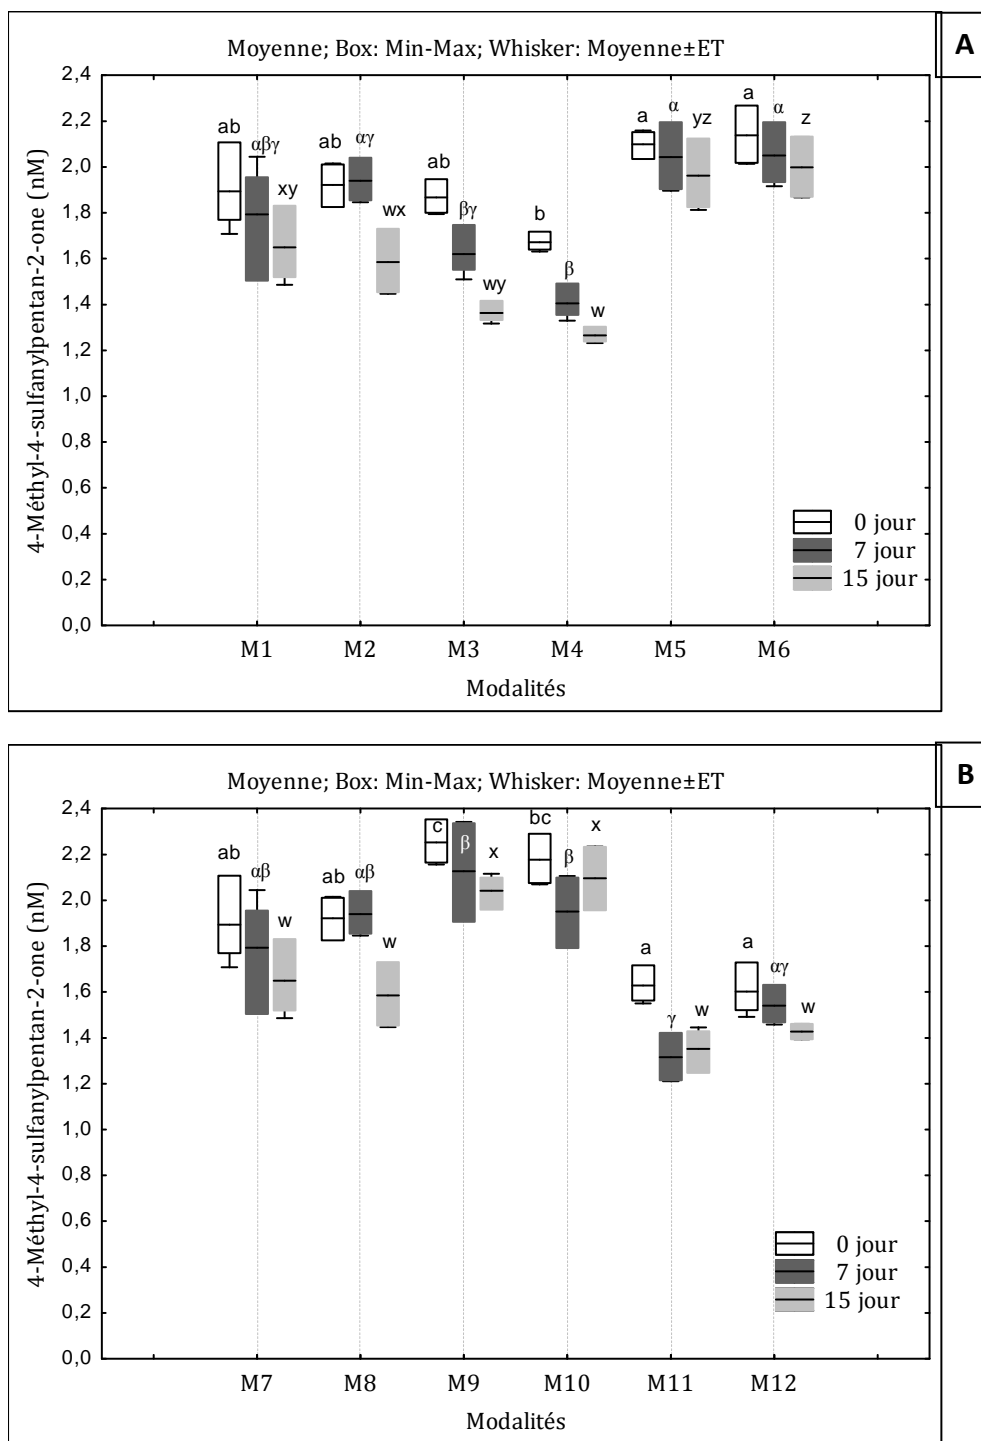 A
Moyenne; Box: Min-Max; Whisker: Moyenne±ET
4-Méthyl-4-sulfanylpentan-2-one (nM)
2,4
2,2
2,0
1,8
1,6
1,4
1,2
1,0
0,8
0,6
0,4
0,2
0,0
ab αβγ xy
ab αγ wx
ab βγ wy
b β w
a α yz
a α z
0 jour
7 jour
15 jour
M1 M2 M3 M4 M5 M6
Modalités
B
Moyenne; Box: Min-Max; Whisker: Moyenne±ET
4-Méthyl-4-sulfanylpentan-2-one (nM)
2,4
2,2
2,0
1,8
1,6
1,4
1,2
1,0
0,8
0,6
0,4
0,2
0,0
ab αβ w
ab αβ w
c β x
bc β x
a γ w
a αγ w
0 jour
7 jour
15 jour
M7 M8 M9 M10 M11 M12
Modalités